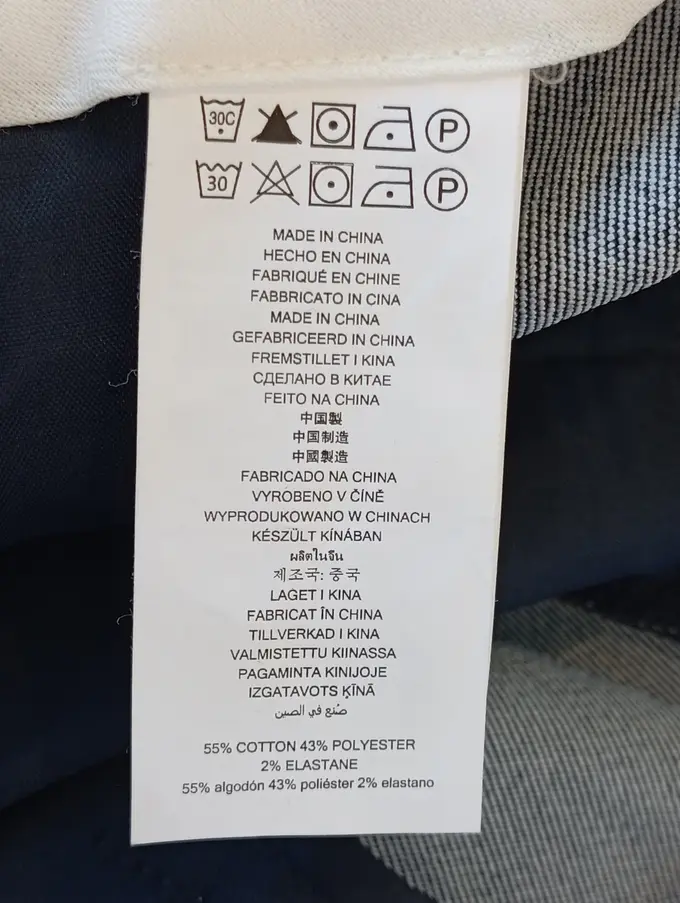 30C P
30 P
MADE IN CHINA
HECHO EN CHINA
FABRIQUÉ EN CHINE
FABBRICATO IN CINA
MADE IN CHINA
GEFABRICEERD IN CHINA
FREMSTILLET I KINA
СДЕЛАНО В КИТАЕ
FEITO NA CHINA
中国製
中国制造
中國製造
FABRICADO NA CHINA
VYROBENO V ČÍNĚ
WYPRODUKOWANO W CHINACH
KÉSZÜLT KÍNÁBAN
ผลิตในจีน
제조국: 중국
LAGET I KINA
FABRICAT ÎN CHINA
TILLVERKAD I KINA
VALMISTETTU KIINASSA
PAGAMINTA KINIJOJE
IZGATAVOTS ĶĪNĀ
صُنع في الصين
55% COTTON 43% POLYESTER
2% ELASTANE
55% algodón 43% poliéster 2% elastano